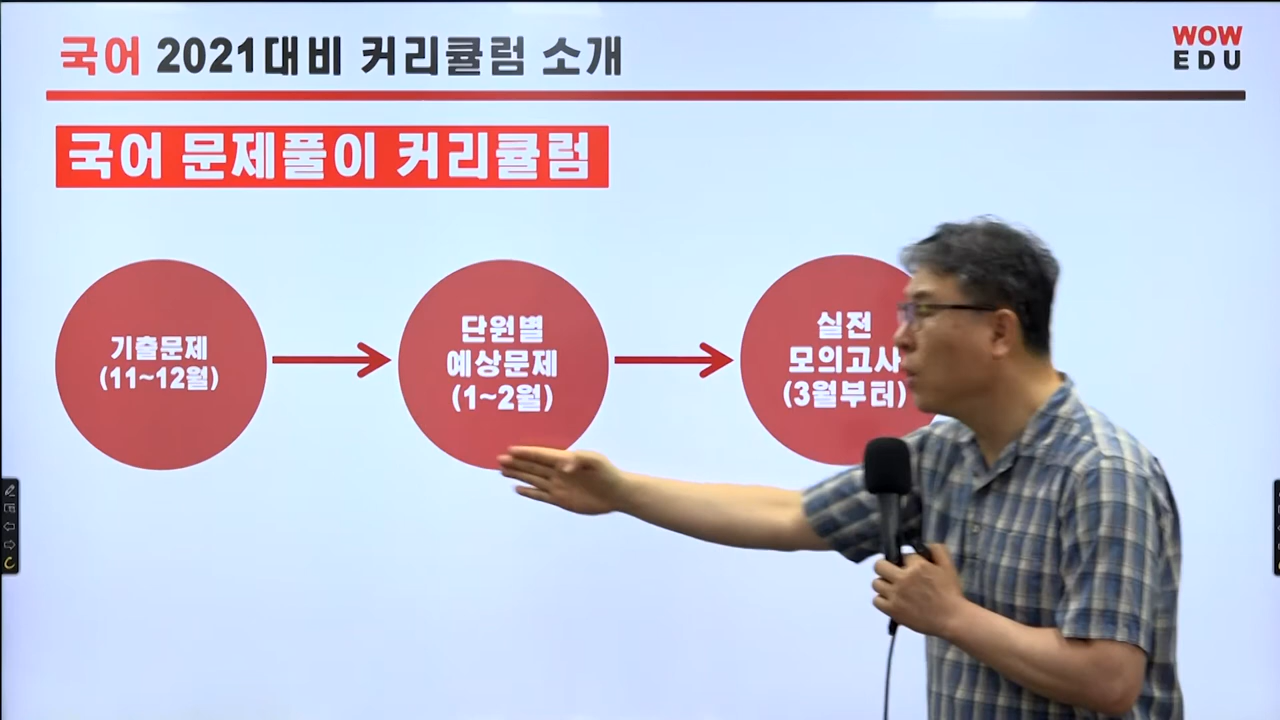 국어 2021대비 커리큘럼 소개
WOW
EDU
국어 문제풀이 커리큘럼
기출문제
(11~12월)
단원별
예상문제
(1~2월)
실전
모의고사
(3월부터)